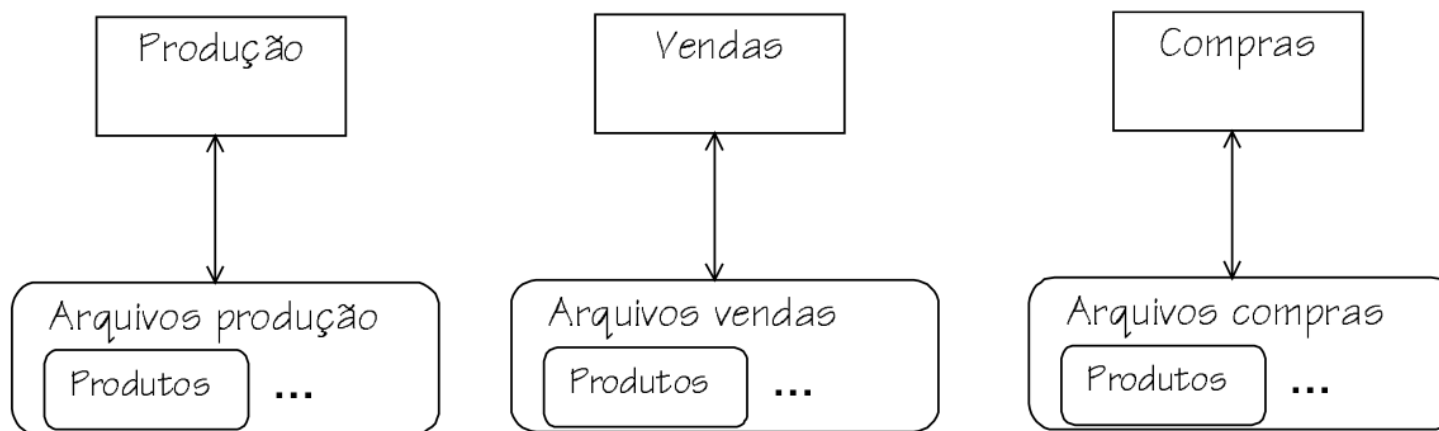 Produção
Vendas
Compras
Arquivos produção
Produtos ...
Arquivos vendas
Produtos ...
Arquivos compras
Produtos ...